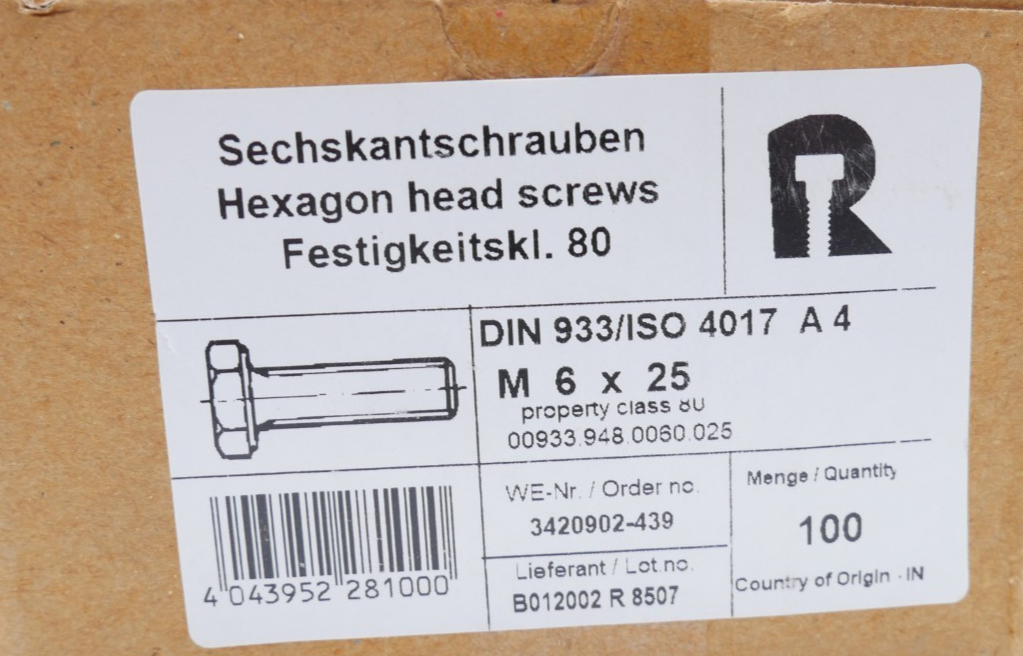 Sechskantschrauben
Hexagon head screws
Festigkeitskl. 80
R
DIN 933/ISO 4017 A 4
M 6 x 25
property class 80
00933.948.0060.025
WE-Nr. / Order no.
3420902-439
Menge / Quantity
100
Lieferant / Lot.no.
B012002 R 8507
Country of Origin - IN
4 043952 281000